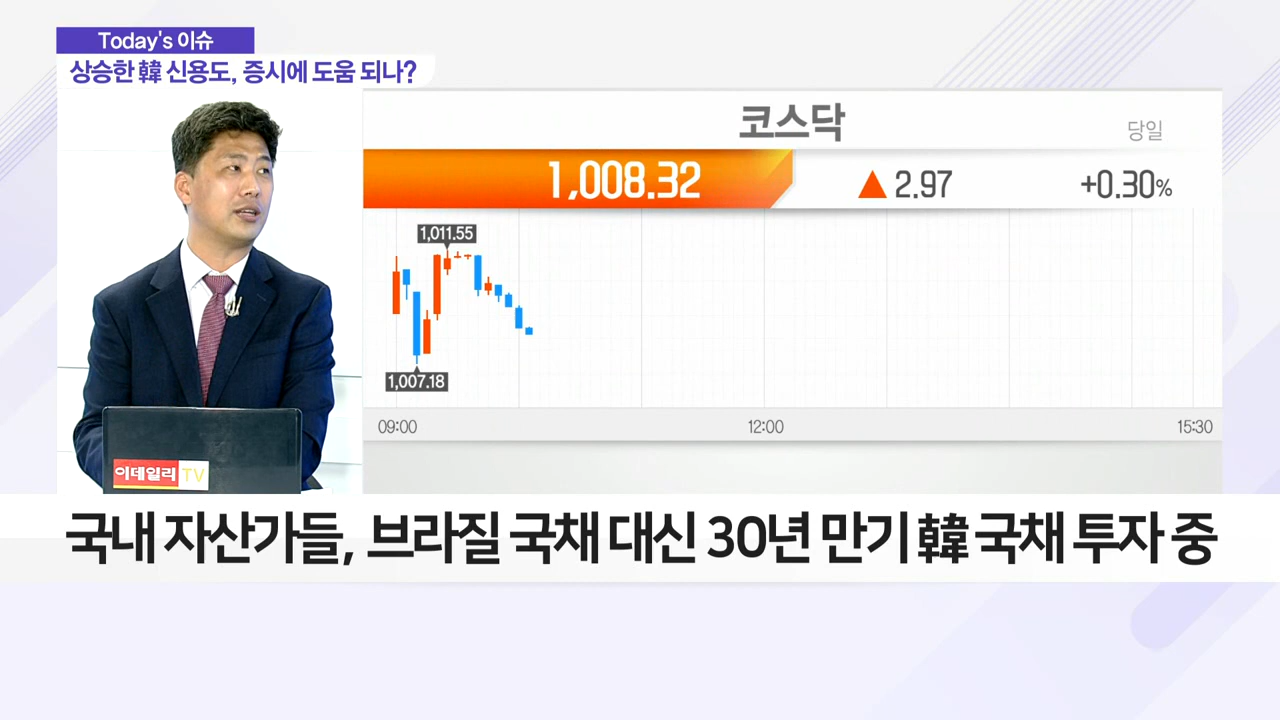 Today's 이슈
상승한 韓 신용도, 증시에 도움 되나?
코스닥
당일
1,008.32
▲ 2.97
+0.30%
1,011.55
1,007.18
09:00
12:00
15:30
이데일리 TV
국내 자산가들, 브라질 국채 대신 30년 만기 韓 국채 투자 중